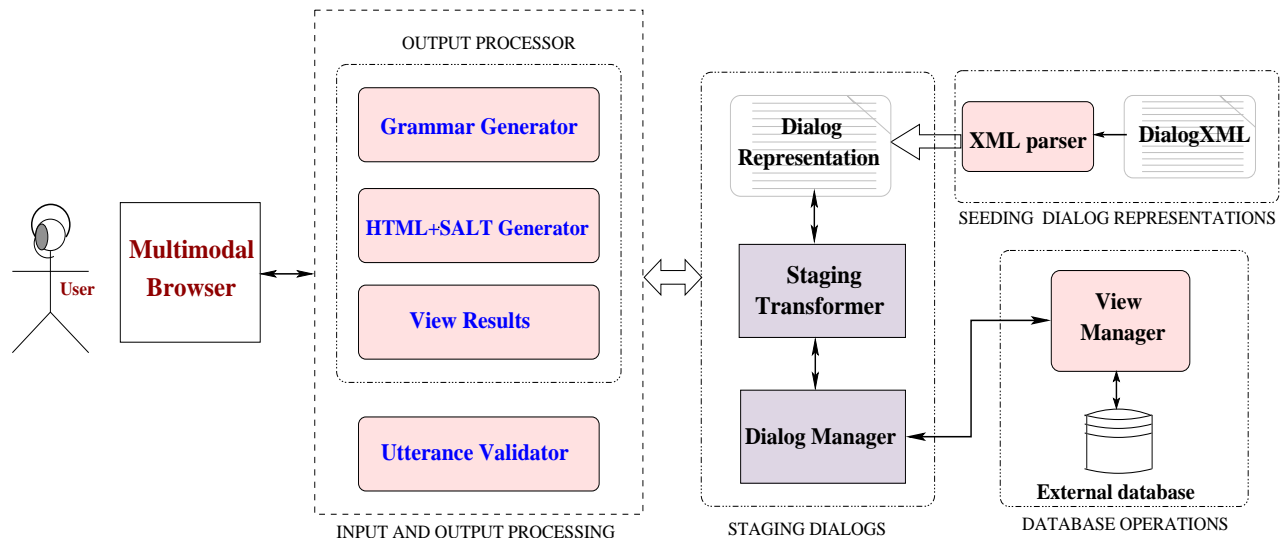 OUTPUT PROCESSOR
Grammar Generator
HTML+SALT Generator
View Results
Utterance Validator
INPUT AND OUTPUT PROCESSING
User
Multimodal
Browser
Dialog
Representation
Staging
Transformer
Dialog Manager
STAGING DIALOGS
XML parser
DialogXML
SEEDING DIALOG REPRESENTATIONS
View
Manager
External database
DATABASE OPERATIONS